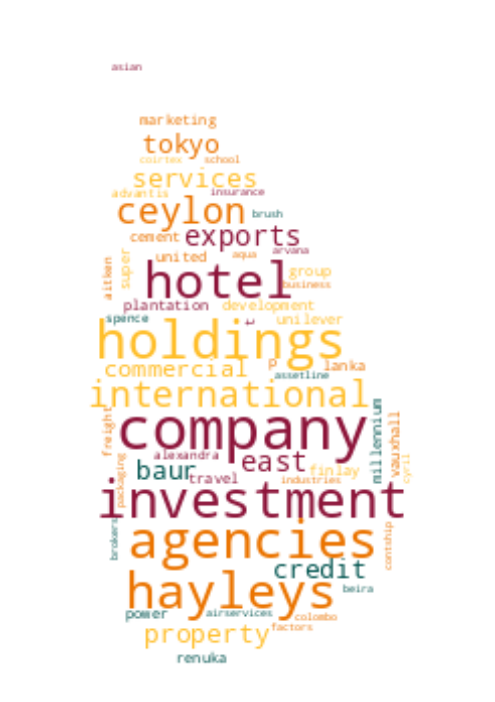 asian
marketing
tokyo
coirtex school
services
advantis insurance
ceylon brush
cement exports
united aqua arvana
aitken super hotel group
business
plantation development
spence t unilever
holdings
commercial p lanka
assetline
international
freight company millennium vauxhall
alexandra east
baur travel finlay cyril
packaging industries
investment
brokers agencies contship
credit
hayleys beira
power airservices colombo
property factors
renuka